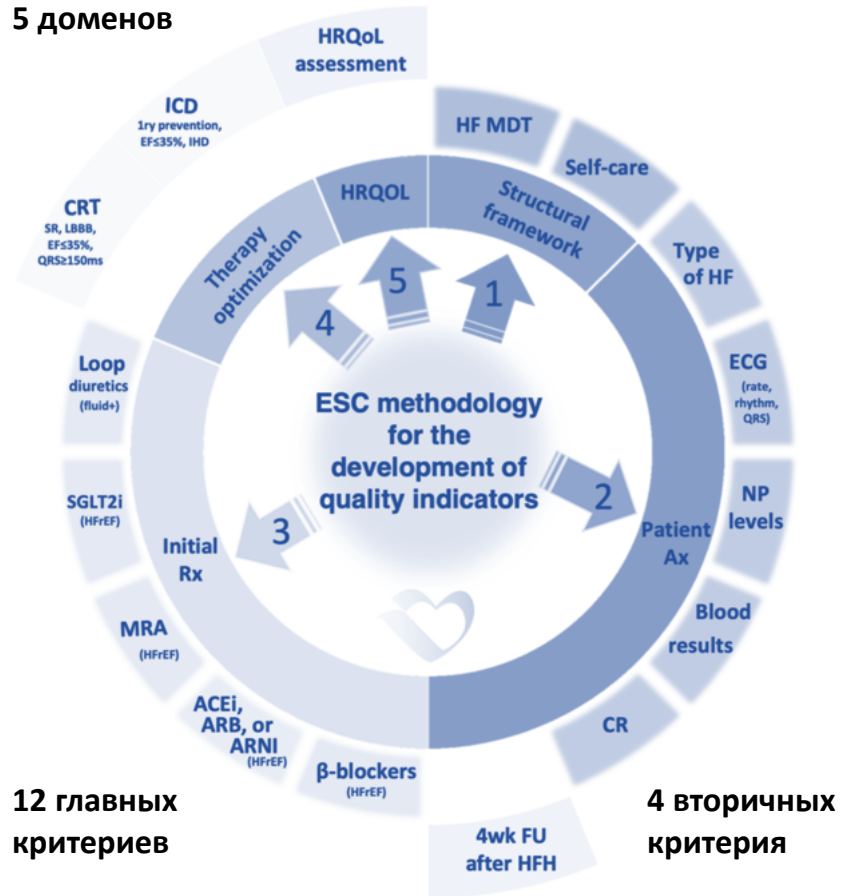 5 доменов
HRQoL
assessment
ICD
1ry prevention,
EF≤35%, IHD
CRT
SR, LBBB,
EF≤35%,
QRS≥150ms
HF MDT
Self-care
Type
of HF
ECG
(rate,
rhythm,
QRS)
NP
levels
Blood
results
CR
4wk FU
after HFH
β-blockers
(HFrEF)
ACEi,
ARB, or
ARNI
(HFrEF)
MRA
(HFrEF)
SGLT2i
(HFrEF)
Loop
diuretics
(fluid+)
HRQOL
Structural
framework
Therapy
optimization
Patient
Ax
Initial
Rx
1
2
3
4
5
ESC methodology
for the
development of
quality indicators
12 главных
критериев
4 вторичных
критерия